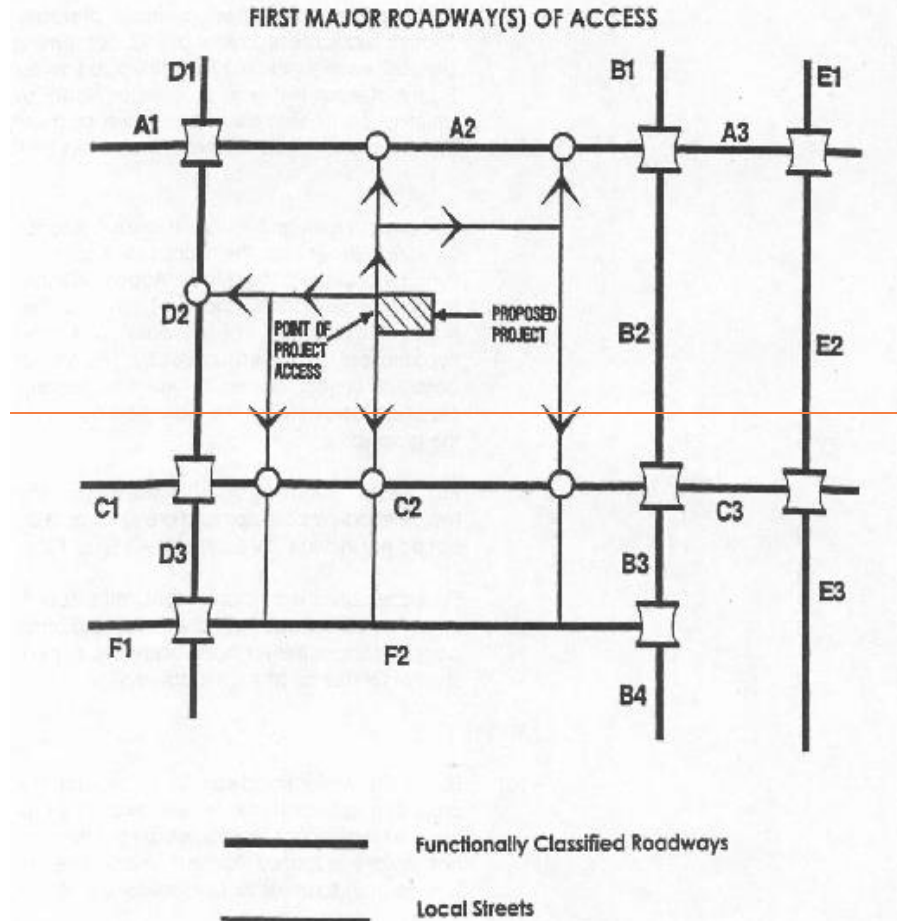 FIRST MAJOR ROADWAY(S) OF ACCESS
D1
B1
E1
A1
A2
A3
D2
POINT OF
PROJECT
ACCESS
PROPOSED
PROJECT
B2
E2
C1
C2
C3
D3
B3
E3
F1
F2
B4
Functionally Classified Roadways
Local Streets